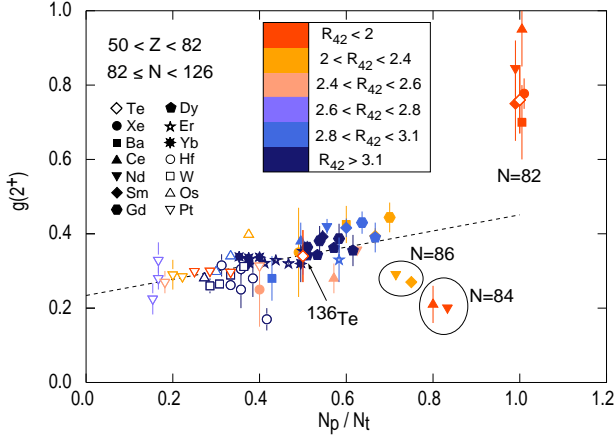 1.0
0.8
0.6
0.4
0.2
0.0
g(2⁺)
50 < Z < 82
82 ≤ N < 126
Te
Xe
Ba
Ce
Nd
Sm
Gd
Dy
Er
Yb
Hf
W
Os
Pt
R₄₂ < 2
2 < R₄₂ < 2.4
2.4 < R₄₂ < 2.6
2.6 < R₄₂ < 2.8
2.8 < R₄₂ < 3.1
R₄₂ > 3.1
N=82
N=86
N=84
¹³⁶Te
0.0 0.2 0.4 0.6 0.8 1.0 1.2
Nₚ / Nₜ